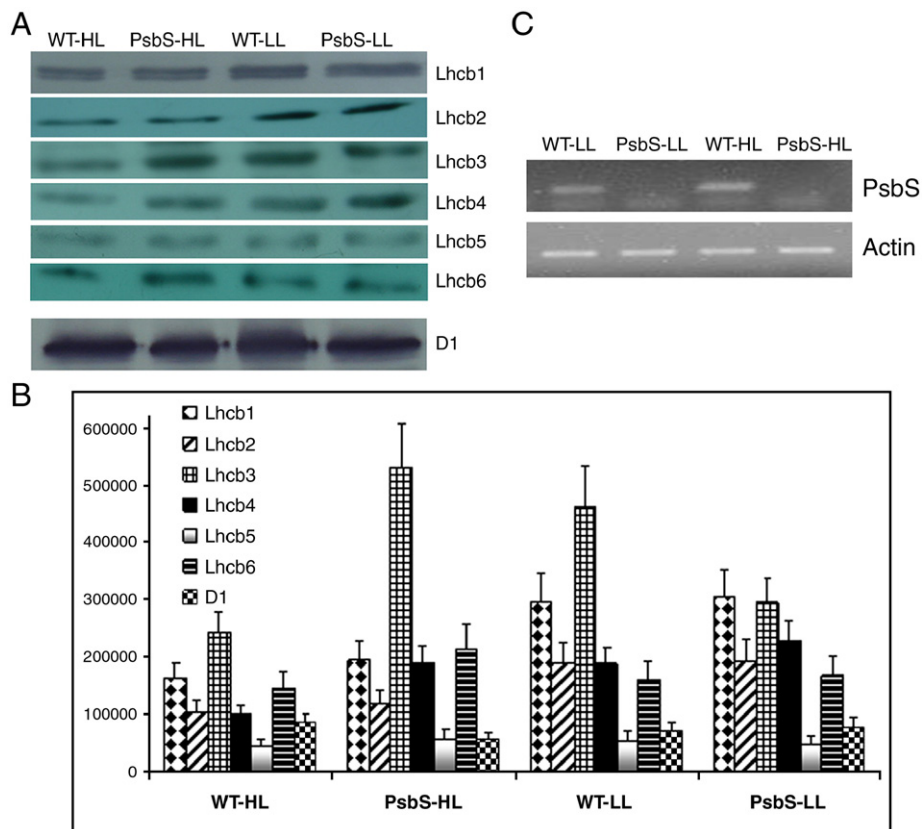 A
WT-HL PsbS-HL WT-LL PsbS-LL
Lhcb1
Lhcb2
Lhcb3
Lhcb4
Lhcb5
Lhcb6
D1
C
WT-LL PsbS-LL WT-HL PsbS-HL
PsbS
Actin
B
Lhcb1
Lhcb2
Lhcb3
Lhcb4
Lhcb5
Lhcb6
D1
600000
500000
400000
300000
200000
100000
0
WT-HL PsbS-HL WT-LL PsbS-LL